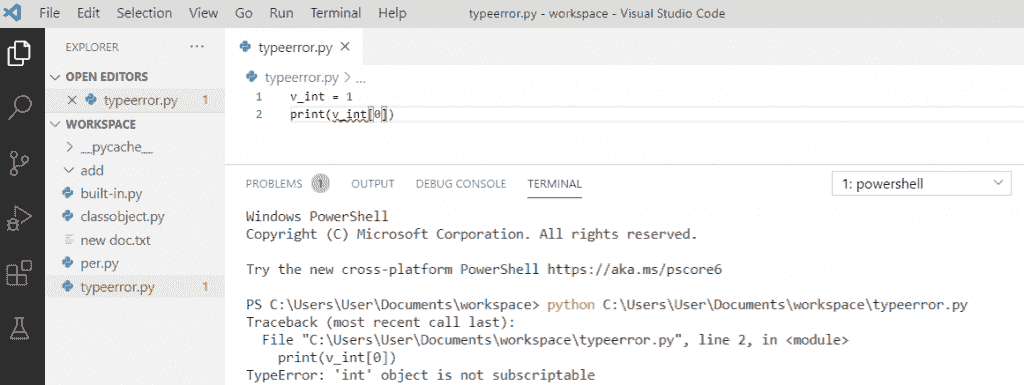 File Edit Selection View Go Run Terminal Help typeerror.py - workspace - Visual Studio Code
EXPLORER ...
OPEN EDITORS
typeerror.py 1
WORKSPACE
__pycache__
add
built-in.py
classobject.py
new doc.txt
per.py
typeerror.py 1
typeerror.py
typeerror.py > ...
1 v_int = 1
2 print(v_int[0])
PROBLEMS 1 OUTPUT DEBUG CONSOLE TERMINAL 1: powershell
Windows PowerShell
Copyright (C) Microsoft Corporation. All rights reserved.
Try the new cross-platform PowerShell https://aka.ms/pscore6
PS C:\Users\User\Documents\workspace> python C:\Users\User\Documents\workspace\typeerror.py
Traceback (most recent call last):
File "C:\Users\User\Documents\workspace\typeerror.py", line 2, in <module>
print(v_int[0])
TypeError: 'int' object is not subscriptable